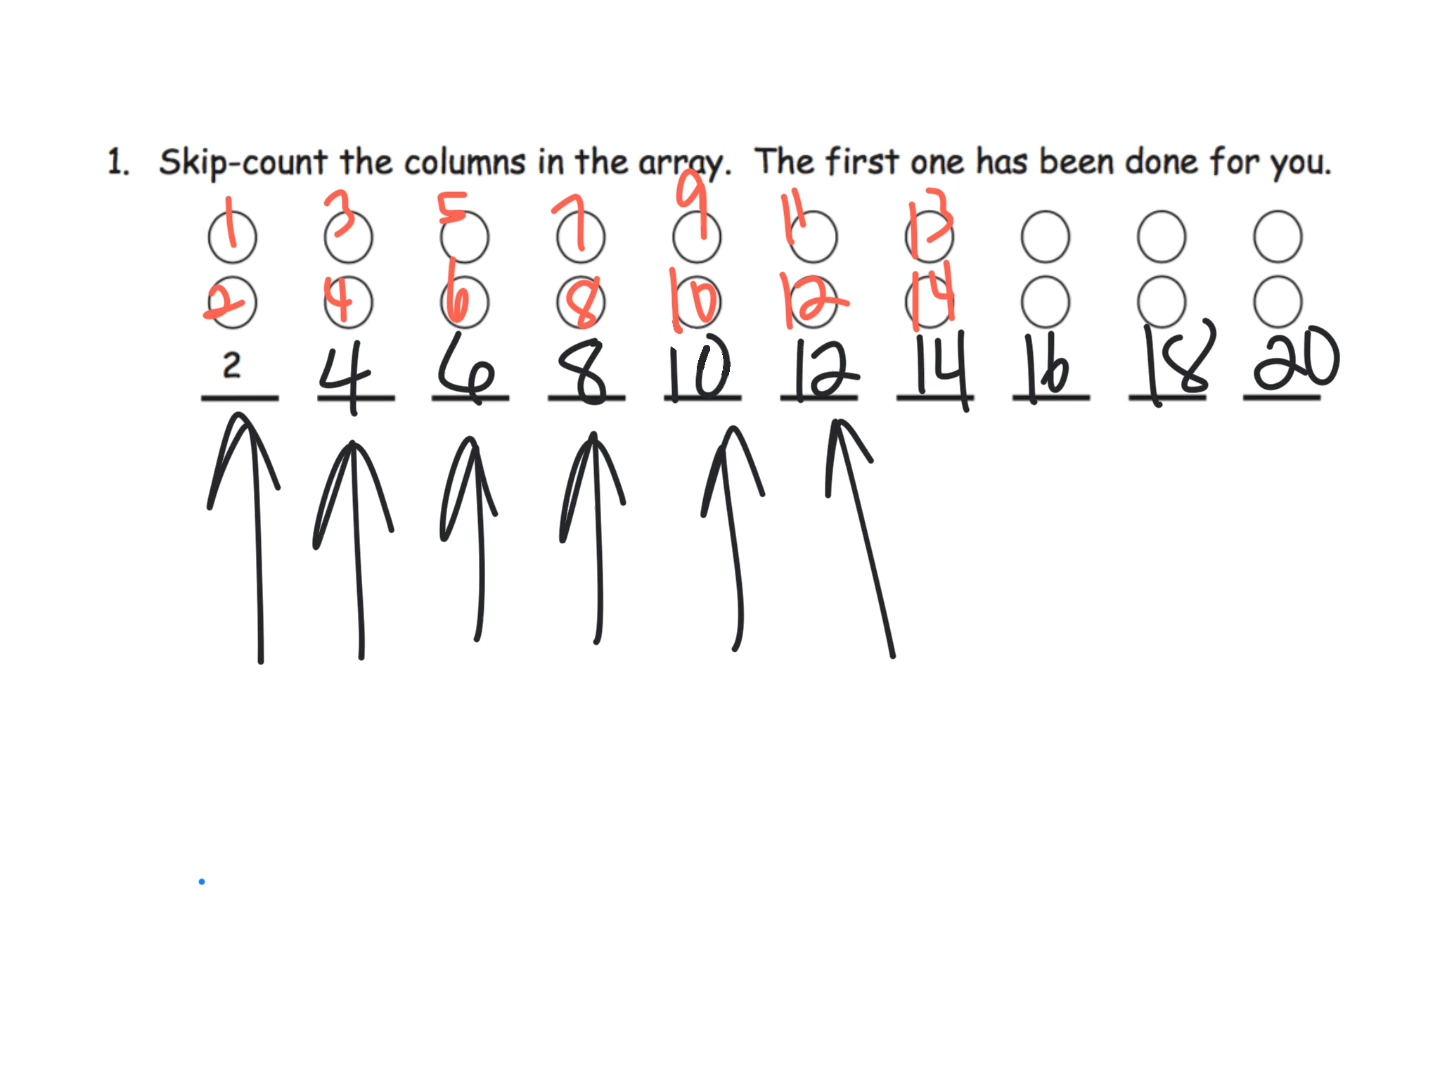 1. Skip-count the columns in the array. The first one has been done for you.
1 3 5 7 9 11 13
2 4 6 8 10 12 14
2 4 6 8 10 12 14 16 18 20